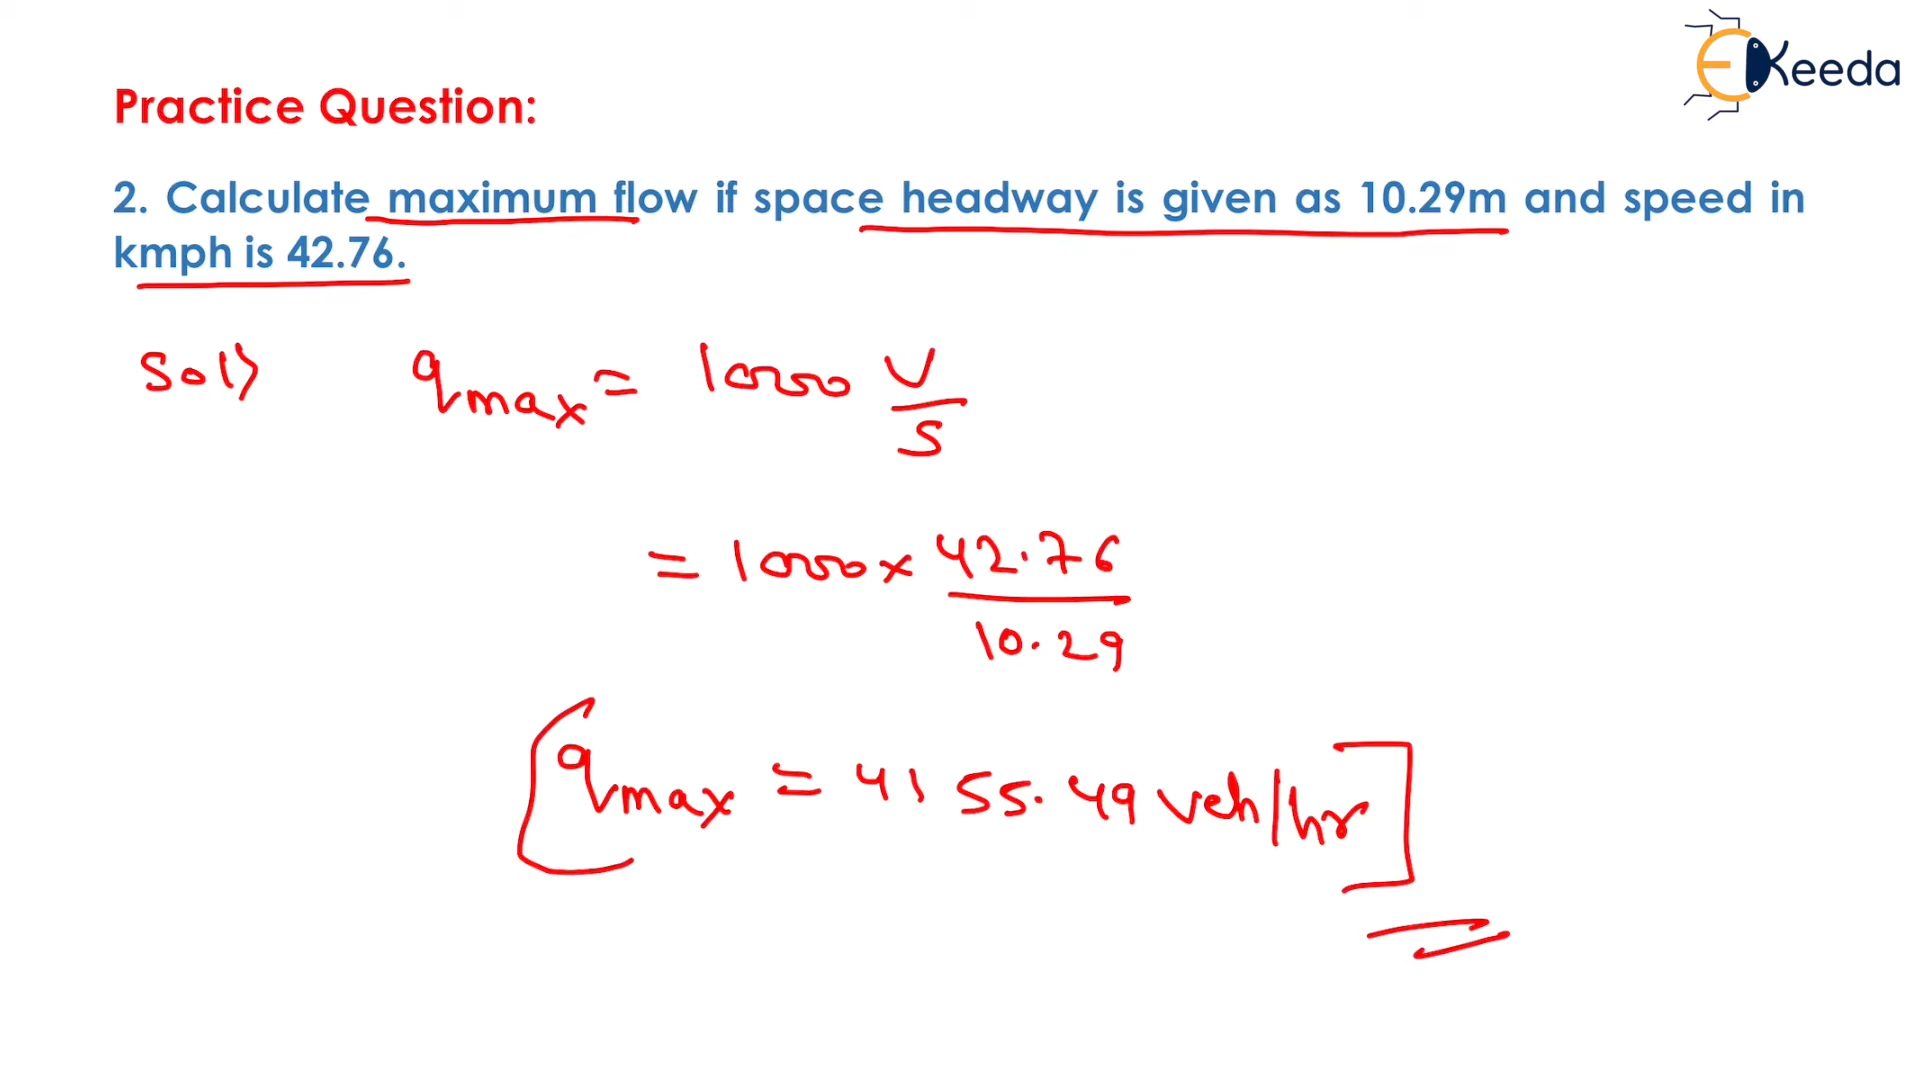 EKeeda
Practice Question:
2. Calculate maximum flow if space headway is given as 10.29m and speed in
kmph is 42.76.
Sol) qmax = 1000 V/S
= 1000 × 42.76/10.29
qmax = 4155.49 veh/hr